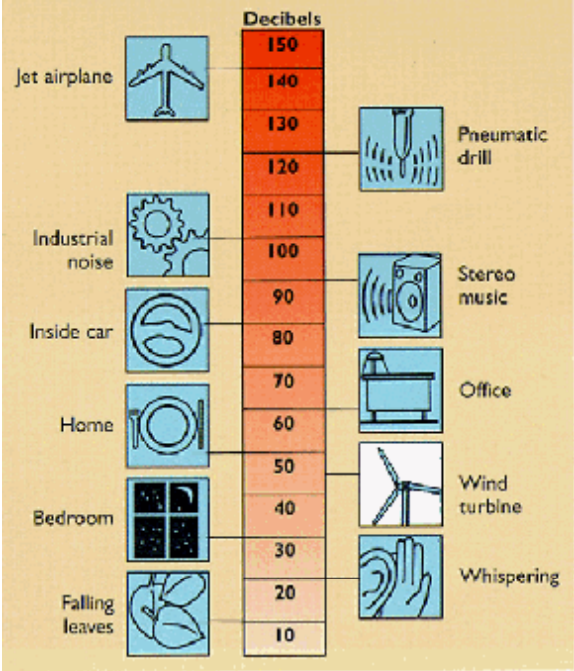 Decibels
150
140
130
120
110
100
90
80
70
60
50
40
30
20
10
Jet airplane
Industrial
noise
Inside car
Home
Bedroom
Falling
leaves
Pneumatic
drill
Stereo
music
Office
Wind
turbine
Whispering